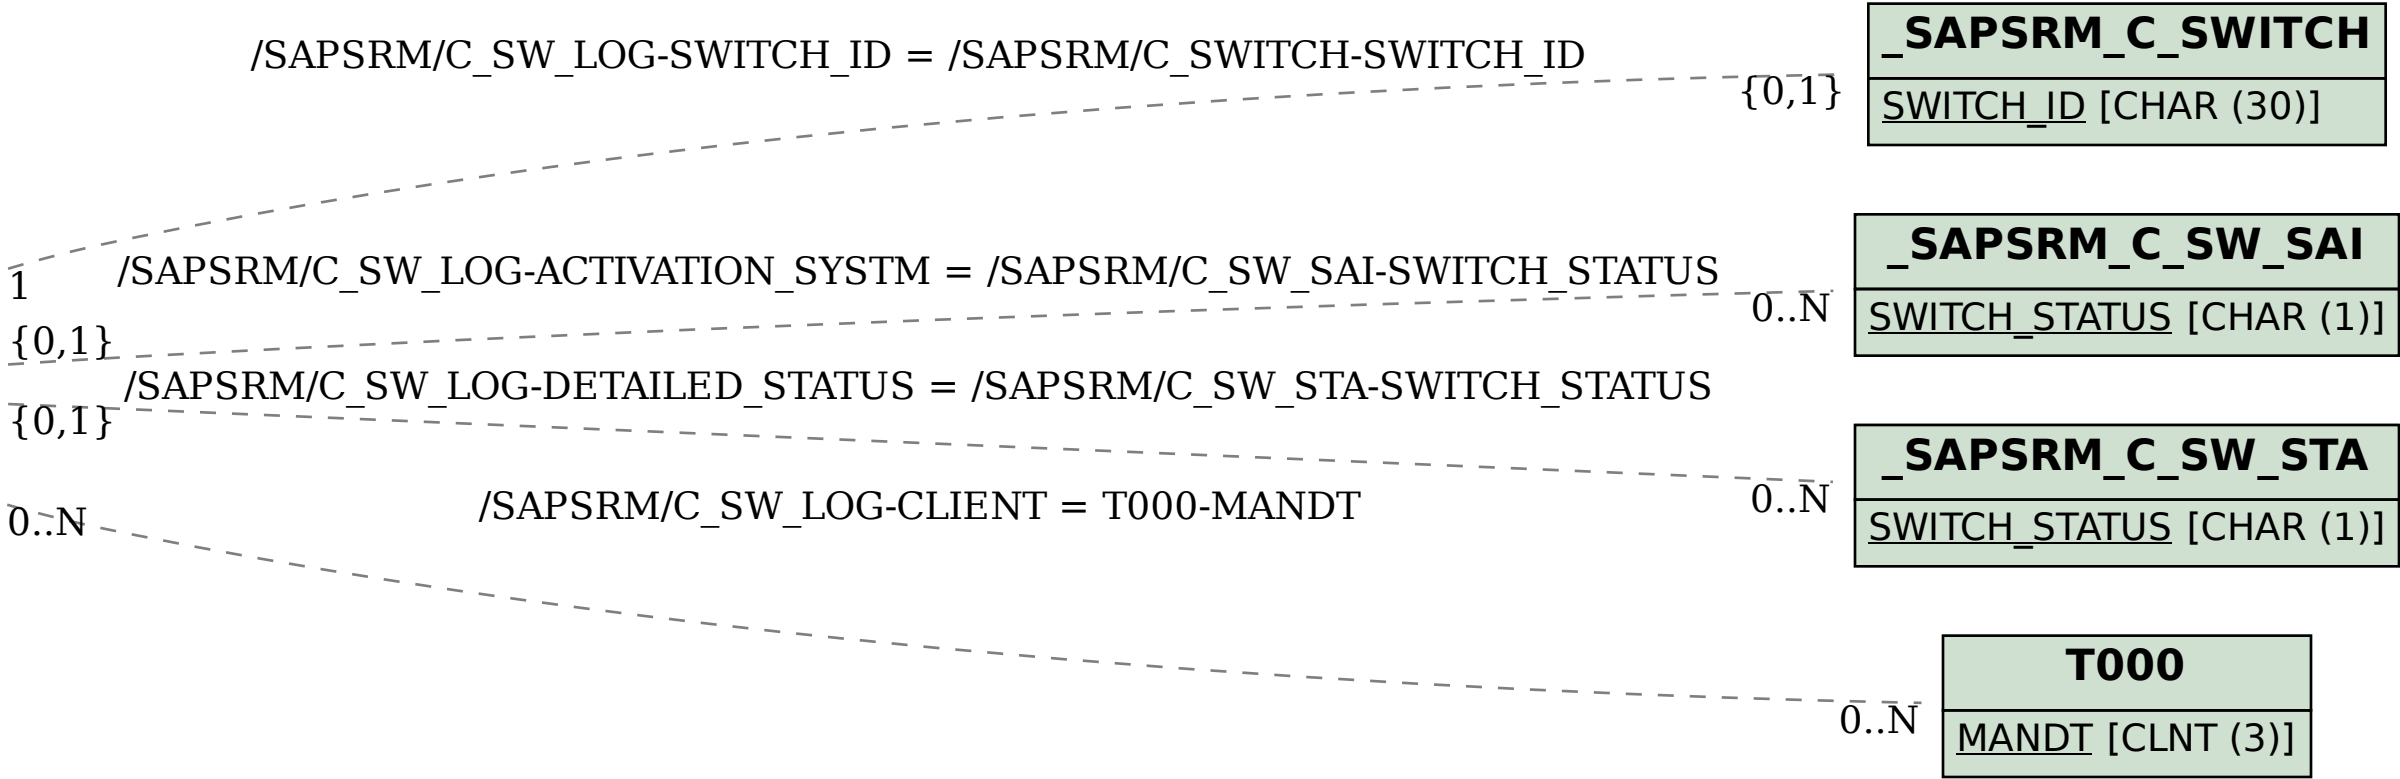 _SAPSRM_C_SWITCH
/SAPSRM/C_SW_LOG-SWITCH_ID = /SAPSRM/C_SWITCH-SWITCH_ID
{0,1}
SWITCH_ID [CHAR (30)]
_SAPSRM_C_SW_SAI
1
/SAPSRM/C_SW_LOG-ACTIVATION_SYSTM = /SAPSRM/C_SW_SAI-SWITCH_STATUS
0..N
SWITCH_STATUS [CHAR (1)]
{0,1}
/SAPSRM/C_SW_LOG-DETAILED_STATUS = /SAPSRM/C_SW_STA-SWITCH_STATUS
{0,1}
_SAPSRM_C_SW_STA
0..N
SWITCH_STATUS [CHAR (1)]
/SAPSRM/C_SW_LOG-CLIENT = T000-MANDT
0..N
T000
0..N
MANDT [CLNT (3)]